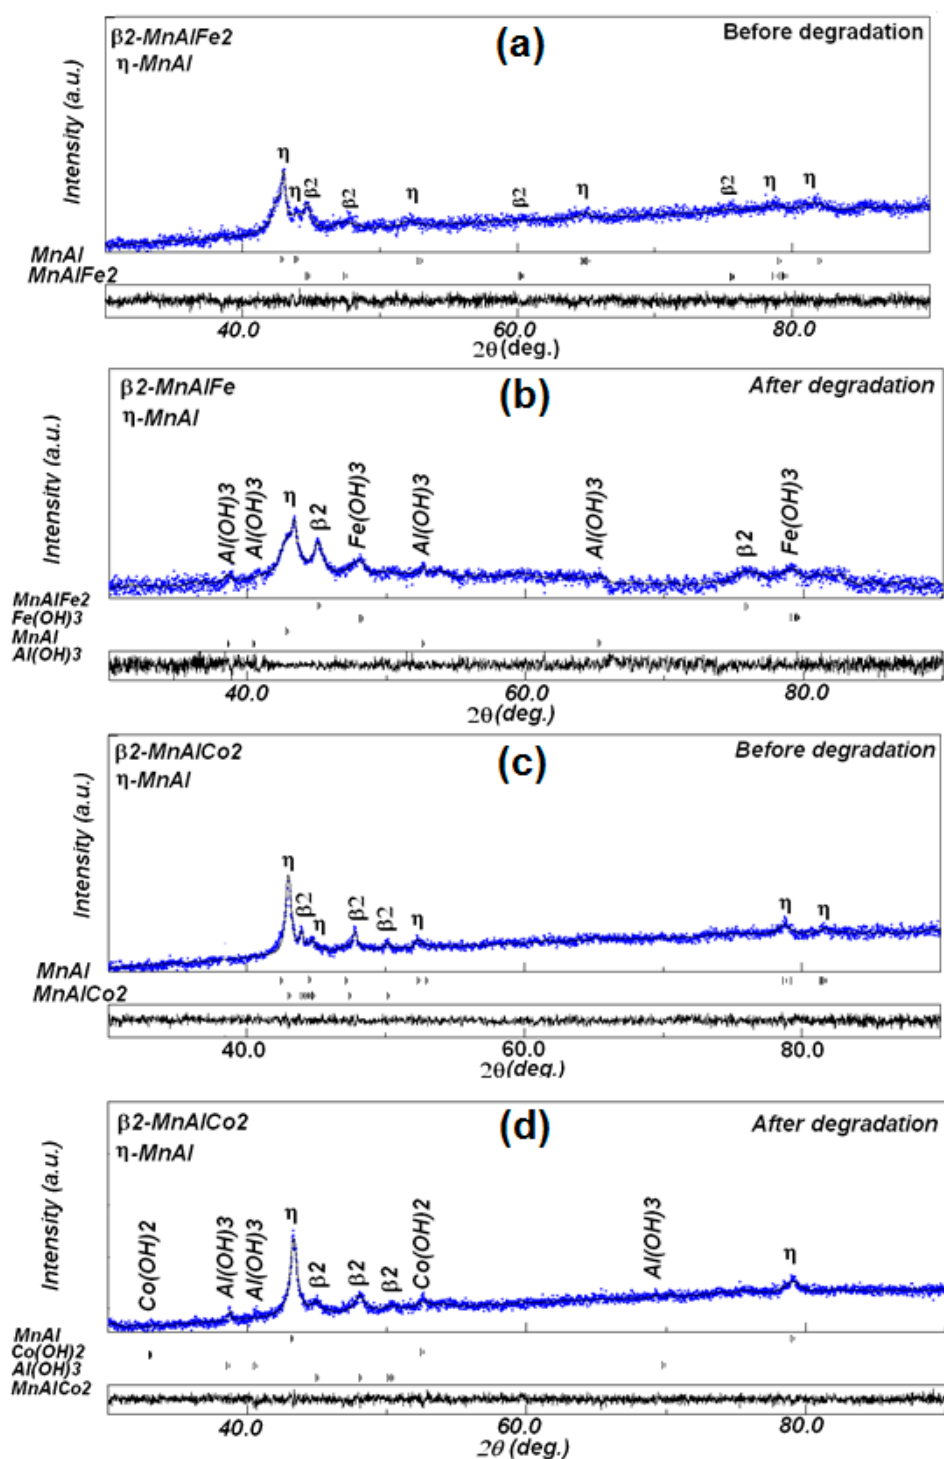 β2-MnAlFe2
(a)
Before degradation
η-MnAl
Intensity (a.u.)
η
η
β2
β2
η
β2
η
β2
η
η
MnAl
MnAlFe2
40.0
60.0
80.0
2θ(deg.)
β2-MnAlFe
(b)
After degradation
η-MnAl
Intensity (a.u.)
Al(OH)3
Al(OH)3
η
β2
Fe(OH)3
Al(OH)3
Al(OH)3
β2
Fe(OH)3
MnAlFe2
Fe(OH)3
MnAl
Al(OH)3
40.0
60.0
80.0
2θ(deg.)
β2-MnAlCo2
(c)
Before degradation
η-MnAl
Intensity (a.u.)
η
β2
η
β2
β2
η
η
η
MnAl
MnAlCo2
40.0
60.0
80.0
2θ(deg.)
β2-MnAlCo2
(d)
After degradation
η-MnAl
Intensity (a.u.)
Co(OH)2
Al(OH)3
Al(OH)3
η
β2
β2
β2
Co(OH)2
Al(OH)3
η
MnAl
Co(OH)2
Al(OH)3
MnAlCo2
40.0
60.0
80.0
2θ (deg.)